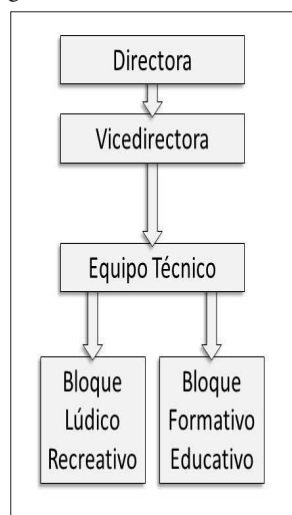 Directora
Vicedirectora
Equipo Técnico
Bloque
Lúdico
Recreativo
Bloque
Formativo
Educativo